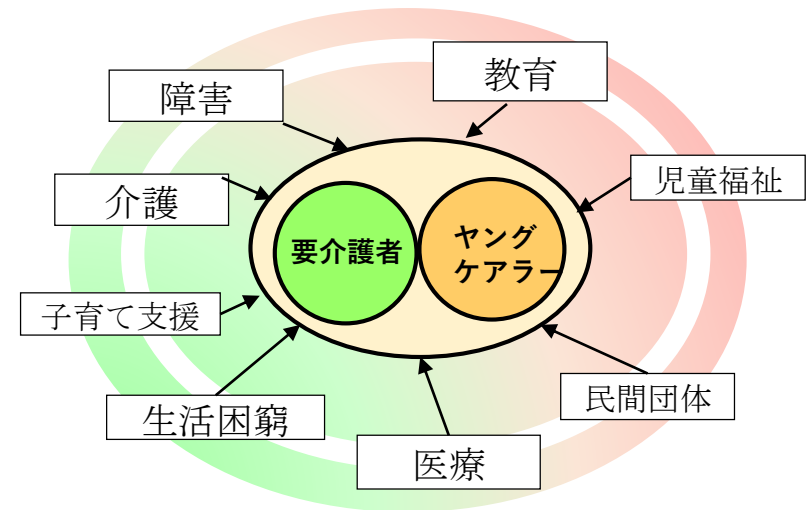 教育
障害
児童福祉
介護
要介護者
ヤング
ケアラー
子育て支援
民間団体
生活困窮
医療